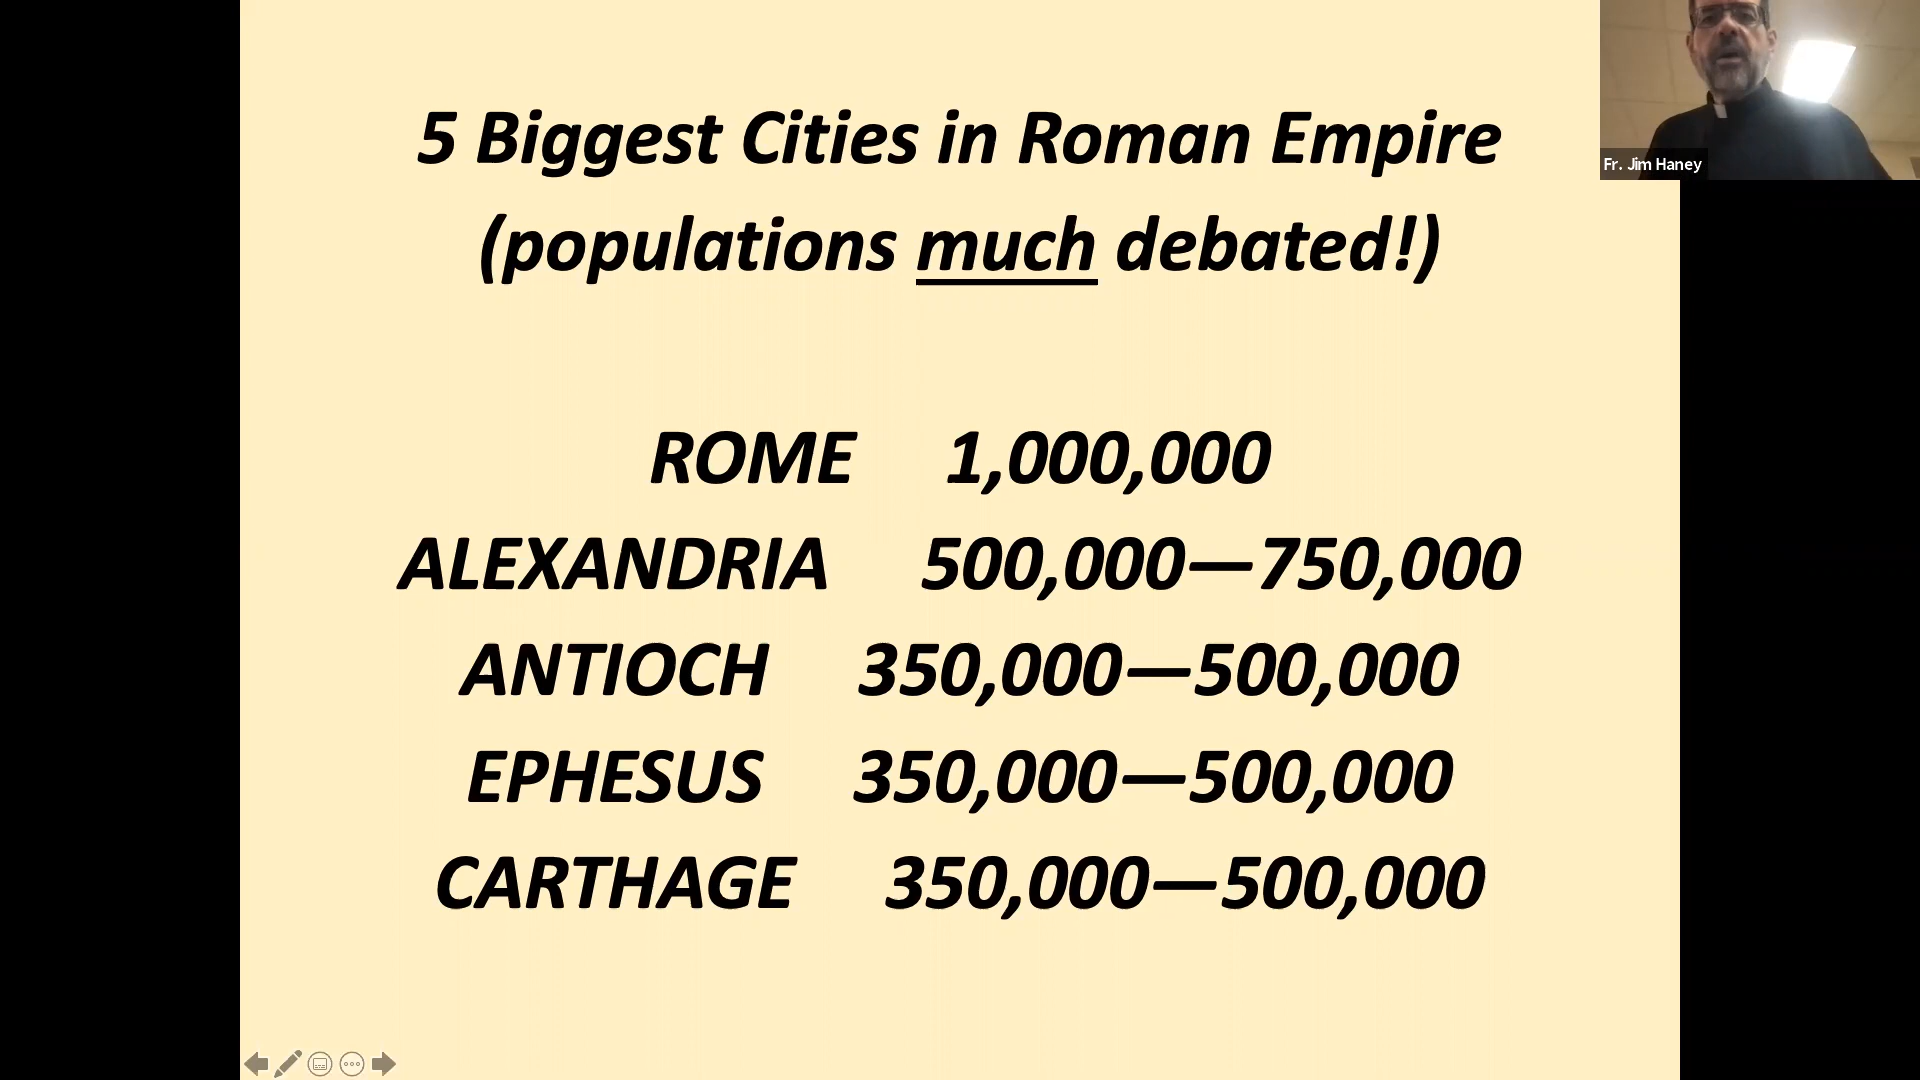 5 Biggest Cities in Roman Empire
(populations much debated!)
ROME 1,000,000
ALEXANDRIA 500,000—750,000
ANTIOCH 350,000—500,000
EPHESUS 350,000—500,000
CARTHAGE 350,000—500,000
Fr. Jim Haney